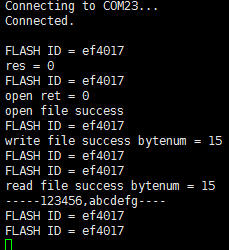 Connecting to COM23...
Connected.
FLASH ID = ef4017
res = 0
FLASH ID = ef4017
open ret = 0
open file success
FLASH ID = ef4017
write file success bytenum = 15
FLASH ID = ef4017
FLASH ID = ef4017
read file success bytenum = 15
-----123456,abcdefg----
FLASH ID = ef4017
FLASH ID = ef4017